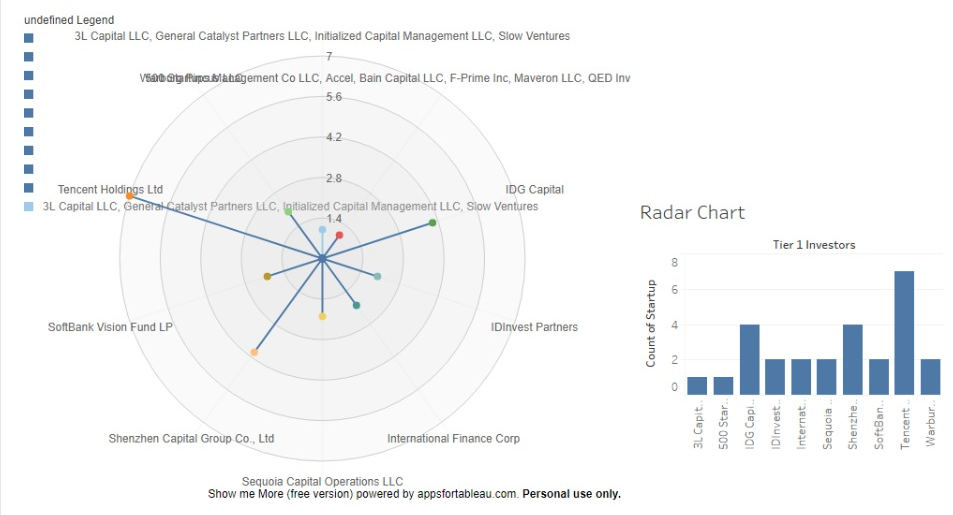 undefined Legend
3L Capital LLC, General Catalyst Partners LLC, Initialized Capital Management LLC, Slow Ventures
7
Management Co LLC, Accel, Bain Capital LLC, F-Prime Inc, Maveron LLC, QED Inv
5.6
4.2
2.8
Tencent Holdings Ltd
IDG Capital
3L Capital LLC, General Catalyst Partners LLC, Initialized Capital Management LLC, Slow Ventures
1.4
SoftBank Vision Fund LP
IDInvest Partners
Shenzhen Capital Group Co., Ltd
International Finance Corp
Sequoia Capital Operations LLC
Show me More (free version) powered by appsfortableau.com. Personal use only.
Radar Chart
Tier 1 Investors
Count of Startup
8
6
4
2
0
3L Capit..
500 Star..
IDG Capi..
IDInvest..
Internat..
Sequoia ..
Shenzhe..
SoftBan..
Tencent ..
Warbur..